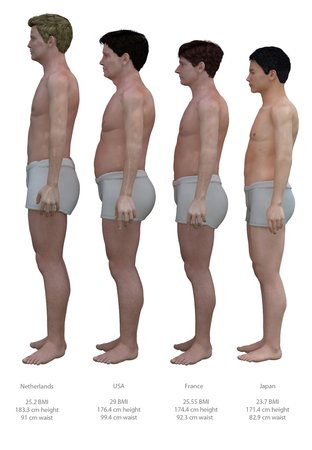 Netherlands
25.2 BMI
183.3 cm height
91 cm waist
USA
29 BMI
176.4 cm height
99.4 cm waist
France
25.55 BMI
174.4 cm height
92.3 cm waist
Japan
23.7 BMI
171.4 cm height
82.9 cm waist